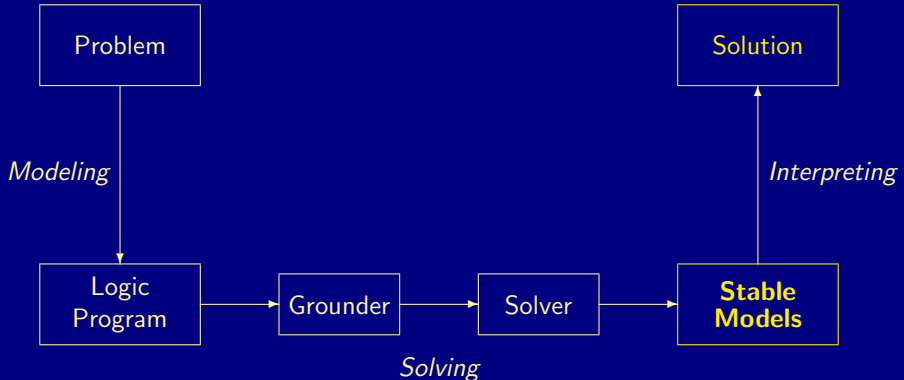 Problem
Solution
Modeling
Interpreting
Logic
Program
Grounder
Solver
Stable
Models
Solving